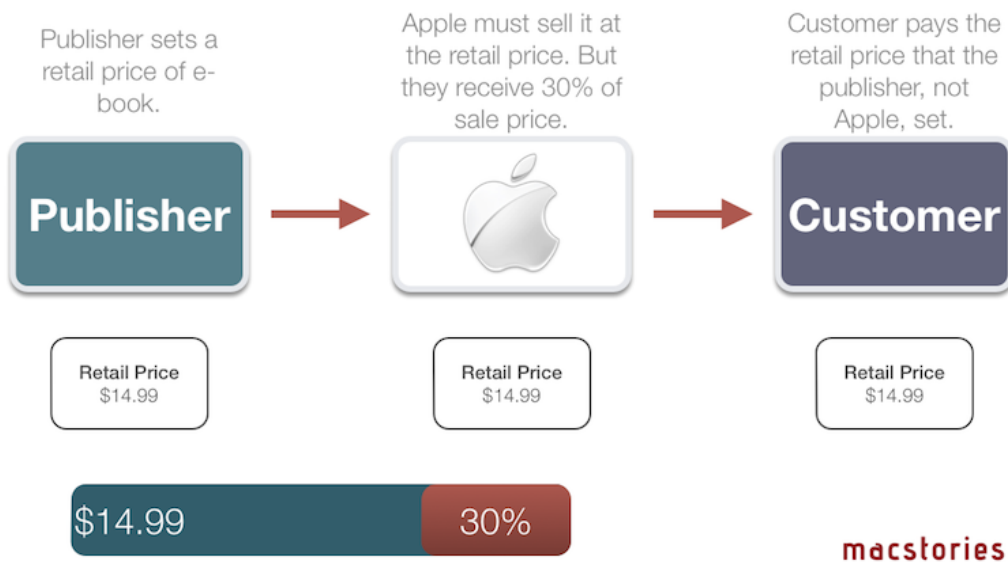 Publisher sets a
retail price of e-
book.
Apple must sell it at
the retail price. But
they receive 30% of
sale price.
Customer pays the
retail price that the
publisher, not
Apple, set.
Publisher
Customer
Retail Price
$14.99
Retail Price
$14.99
Retail Price
$14.99
$14.99
30%
macstories